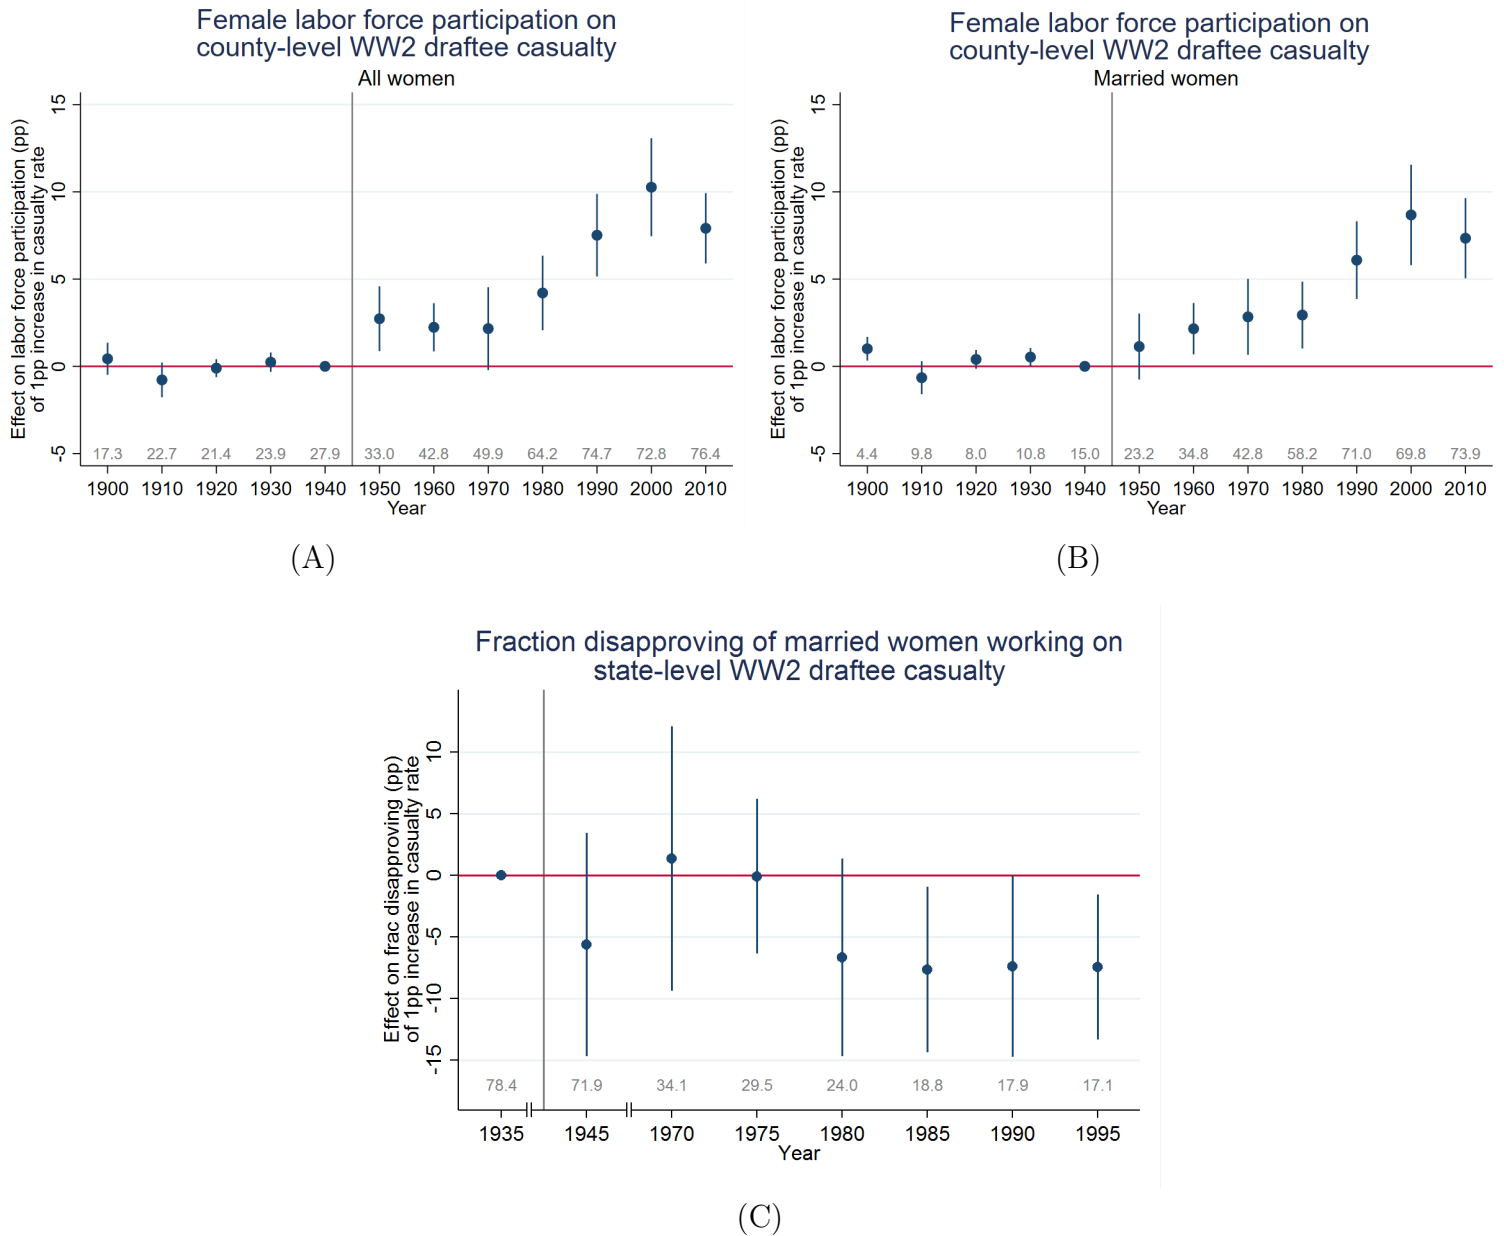 Female labor force participation on
county-level WW2 draftee casualty
All women
Effect on labor force participation (pp)
of 1pp increase in casualty rate
15
10
5
0
-5
17.3 22.7 21.4 23.9 27.9 33.0 42.8 49.9 64.2 74.7 72.8 76.4
1900 1910 1920 1930 1940 1950 1960 1970 1980 1990 2000 2010
Year
(A)
Female labor force participation on
county-level WW2 draftee casualty
Married women
Effect on labor force participation (pp)
of 1pp increase in casualty rate
15
10
5
0
-5
4.4 9.8 8.0 10.8 15.0 23.2 34.8 42.8 58.2 71.0 69.8 73.9
1900 1910 1920 1930 1940 1950 1960 1970 1980 1990 2000 2010
Year
(B)
Fraction disapproving of married women working on
state-level WW2 draftee casualty
Effect on frac disapproving (pp)
of 1pp increase in casualty rate
10
5
0
-5
-10
-15
78.4 71.9 34.1 29.5 24.0 18.8 17.9 17.1
1935 1945 1970 1975 1980 1985 1990 1995
Year
(C)